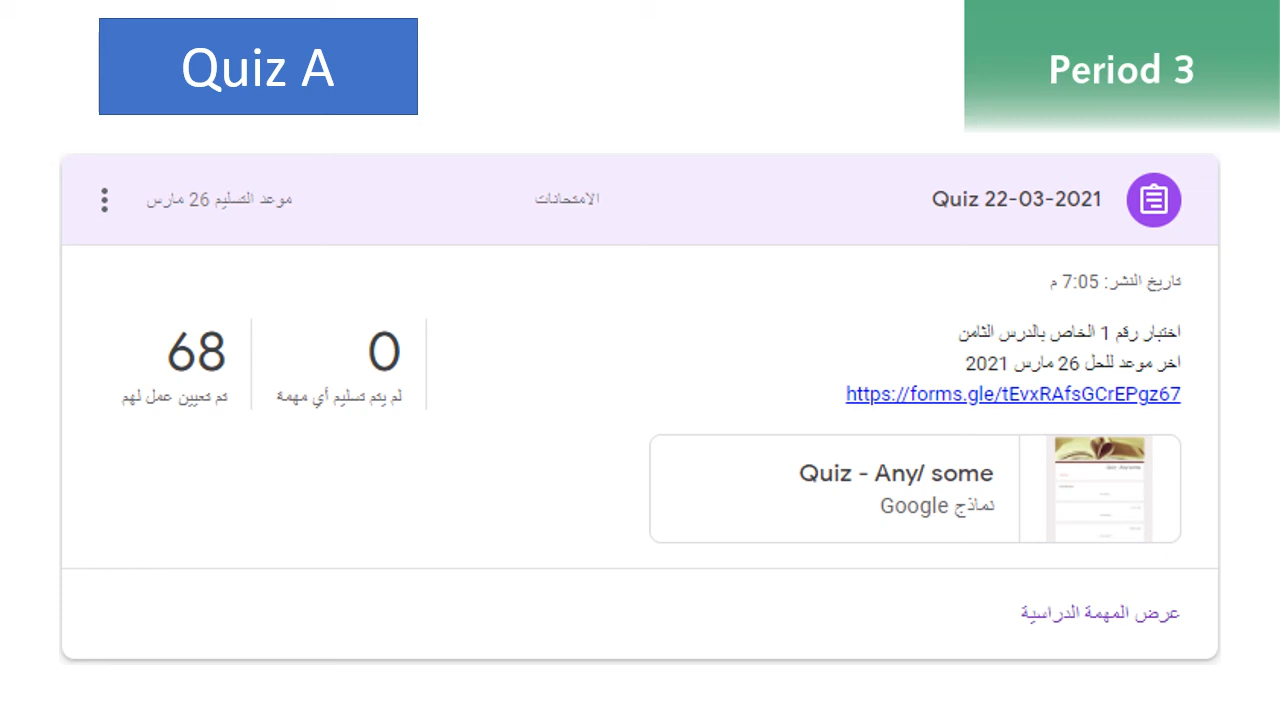 Quiz A
Period 3
Quiz 22-03-2021
الامتحانات
موعد التسليم 26 مارس
تاريخ النشر: 7:05 م
اختبار رقم 1 الخاص بالدرس الثامن
اخر موعد للحل 26 مارس 2021
https://forms.gle/tEvxRAfsGCrEPgz67
0
لم يتم تسليم أي مهمة
68
تم تعيين عمل لهم
Quiz - Any/ some
نماذج Google
عرض المهمة الدراسية